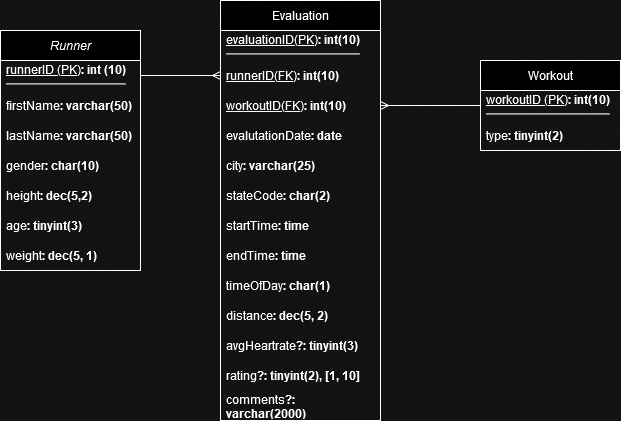 Runner
runnerID (PK): int (10)
firstName: varchar(50)
lastName: varchar(50)
gender: char(10)
height: dec(5,2)
age: tinyint(3)
weight: dec(5, 1)
Evaluation
evaluationID(PK): int(10)
runnerID(FK): int(10)
workoutID(FK): int(10)
evalutationDate: date
city: varchar(25)
stateCode: char(2)
startTime: time
endTime: time
timeOfDay: char(1)
distance: dec(5, 2)
avgHeartrate?: tinyint(3)
rating?: tinyint(2), [1, 10]
comments?:
varchar(2000)
Workout
workoutID (PK): int(10)
type: tinyint(2)